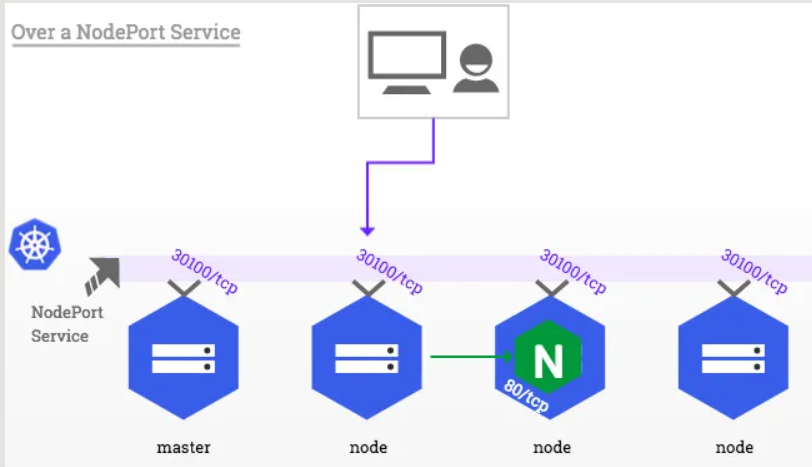 Over a NodePort Service
30100/tcp
30100/tcp
30100/tcp
30100/tcp
NodePort
Service
N
80/tcp
master
node
node
node